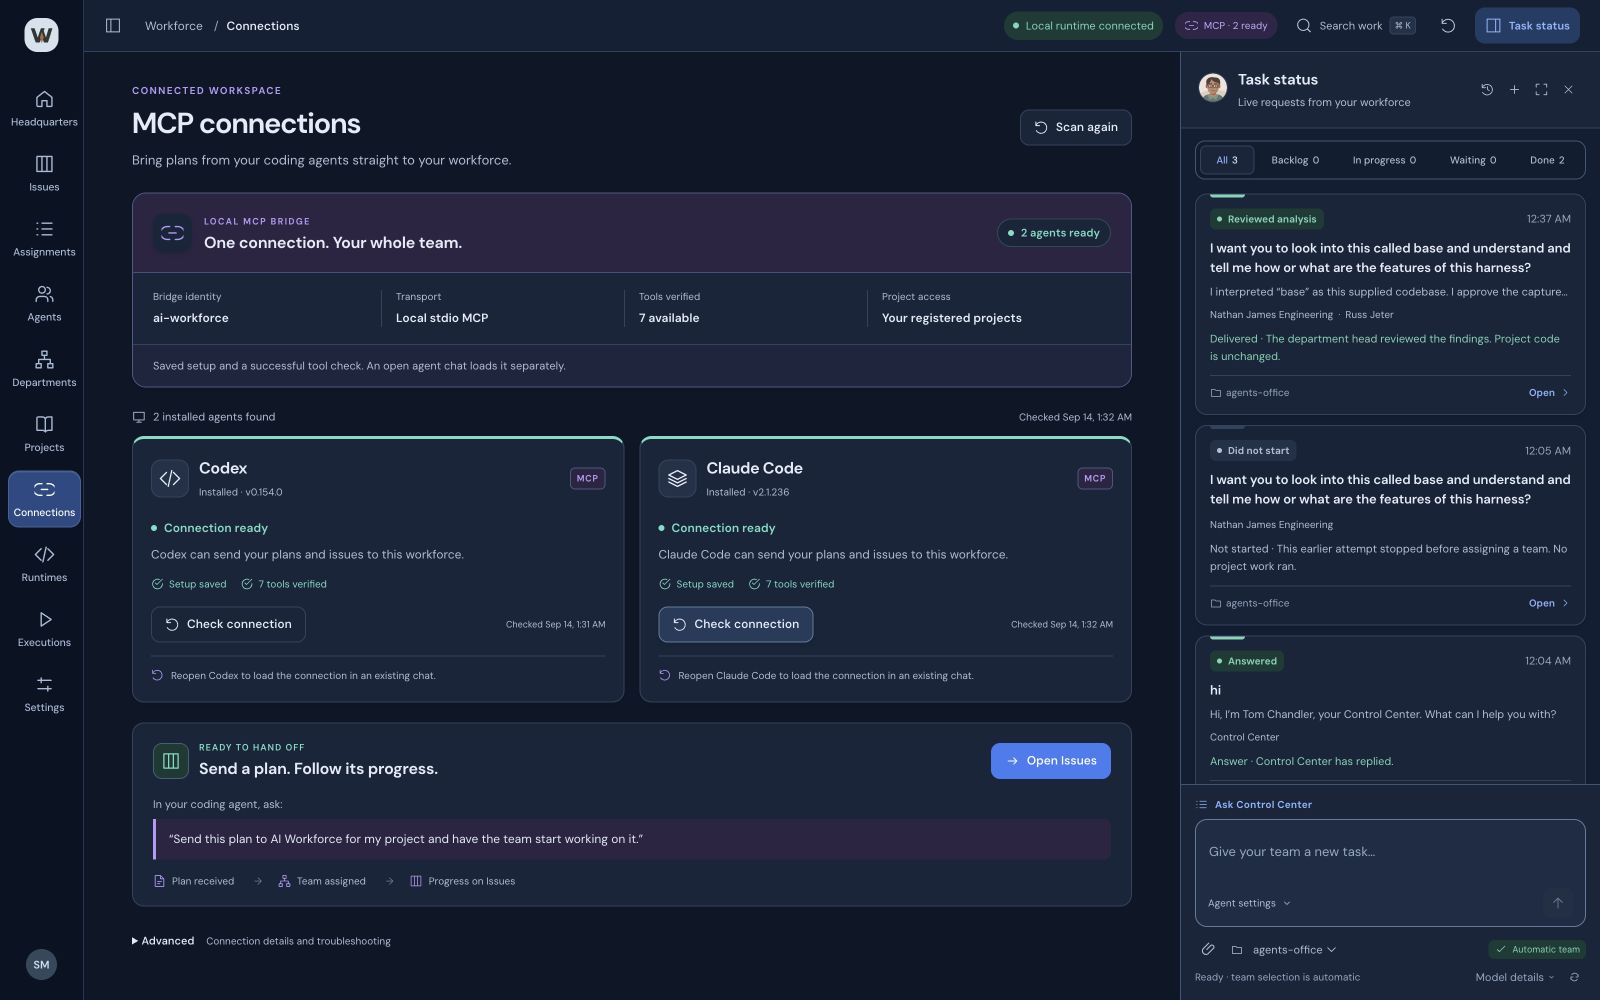 W
Headquarters
Issues
Assignments
Agents
Departments
Projects
Connections
Runtimes
Executions
Settings
SM
Workforce / Connections
Local runtime connected
MCP · 2 ready
Search work ⌘ K
Task status
CONNECTED WORKSPACE
MCP connections
Bring plans from your coding agents straight to your workforce.
Scan again
LOCAL MCP BRIDGE
One connection. Your whole team.
2 agents ready
Bridge identity
ai-workforce
Transport
Local stdio MCP
Tools verified
7 available
Project access
Your registered projects
Saved setup and a successful tool check. An open agent chat loads it separately.
2 installed agents found
Checked Sep 14, 1:32 AM
Codex
Installed · v0.154.0
MCP
Connection ready
Codex can send your plans and issues to this workforce.
Setup saved
7 tools verified
Check connection
Checked Sep 14, 1:31 AM
Reopen Codex to load the connection in an existing chat.
Claude Code
Installed · v2.1.236
MCP
Connection ready
Claude Code can send your plans and issues to this workforce.
Setup saved
7 tools verified
Check connection
Checked Sep 14, 1:32 AM
Reopen Claude Code to load the connection in an existing chat.
READY TO HAND OFF
Send a plan. Follow its progress.
Open Issues
In your coding agent, ask:
“Send this plan to AI Workforce for my project and have the team start working on it.”
Plan received → Team assigned → Progress on Issues
Advanced Connection details and troubleshooting
Task status
Live requests from your workforce
All 3
Backlog 0
In progress 0
Waiting 0
Done 2
Reviewed analysis
12:37 AM
I want you to look into this called base and understand and
tell me how or what are the features of this harness?
I interpreted “base” as this supplied codebase. I approve the capture…
Nathan James Engineering · Russ Jeter
Delivered · The department head reviewed the findings. Project code
is unchanged.
agents-office
Open
Did not start
12:05 AM
I want you to look into this called base and understand and
tell me how or what are the features of this harness?
Nathan James Engineering
Not started · This earlier attempt stopped before assigning a team. No
project work ran.
agents-office
Open
Answered
12:04 AM
hi
Hi, I’m Tom Chandler, your Control Center. What can I help you with?
Control Center
Answer · Control Center has replied.
Ask Control Center
Give your team a new task…
Agent settings
agents-office
Automatic team
Ready · team selection is automatic
Model details